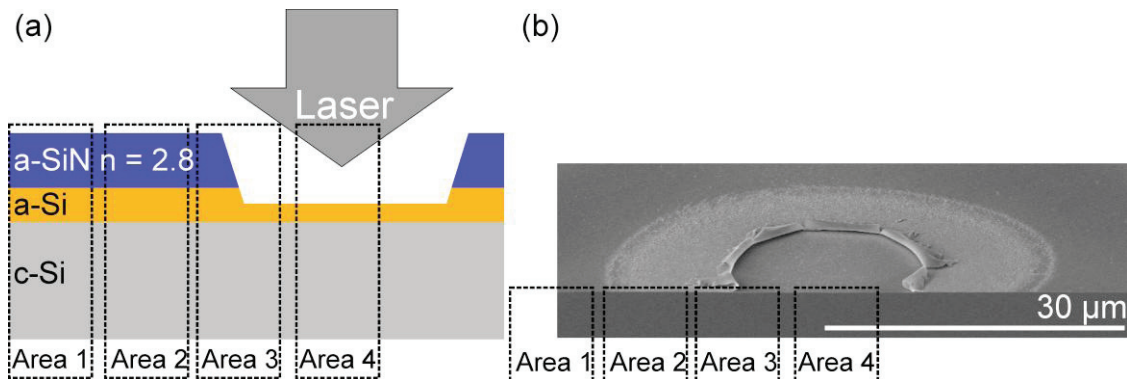 (a)
Laser
a-SiN n = 2.8
a-Si
c-Si
Area 1 Area 2 Area 3 Area 4
(b)
30 µm
Area 1 Area 2 Area 3 Area 4